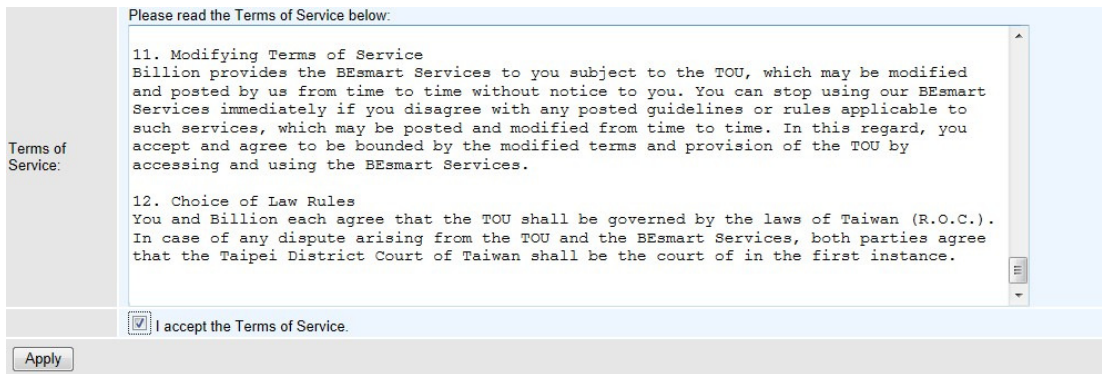 Please read the Terms of Service below:
11. Modifying Terms of Service
Billion provides the BEsmart Services to you subject to the TOU, which may be modified
and posted by us from time to time without notice to you. You can stop using our BEsmart
Services immediately if you disagree with any posted guidelines or rules applicable to
such services, which may be posted and modified from time to time. In this regard, you
accept and agree to be bounded by the modified terms and provision of the TOU by
accessing and using the BEsmart Services.
12. Choice of Law Rules
You and Billion each agree that the TOU shall be governed by the laws of Taiwan (R.O.C.).
In case of any dispute arising from the TOU and the BEsmart Services, both parties agree
that the Taipei District Court of Taiwan shall be the court of in the first instance.
Terms of
Service:
I accept the Terms of Service.
Apply